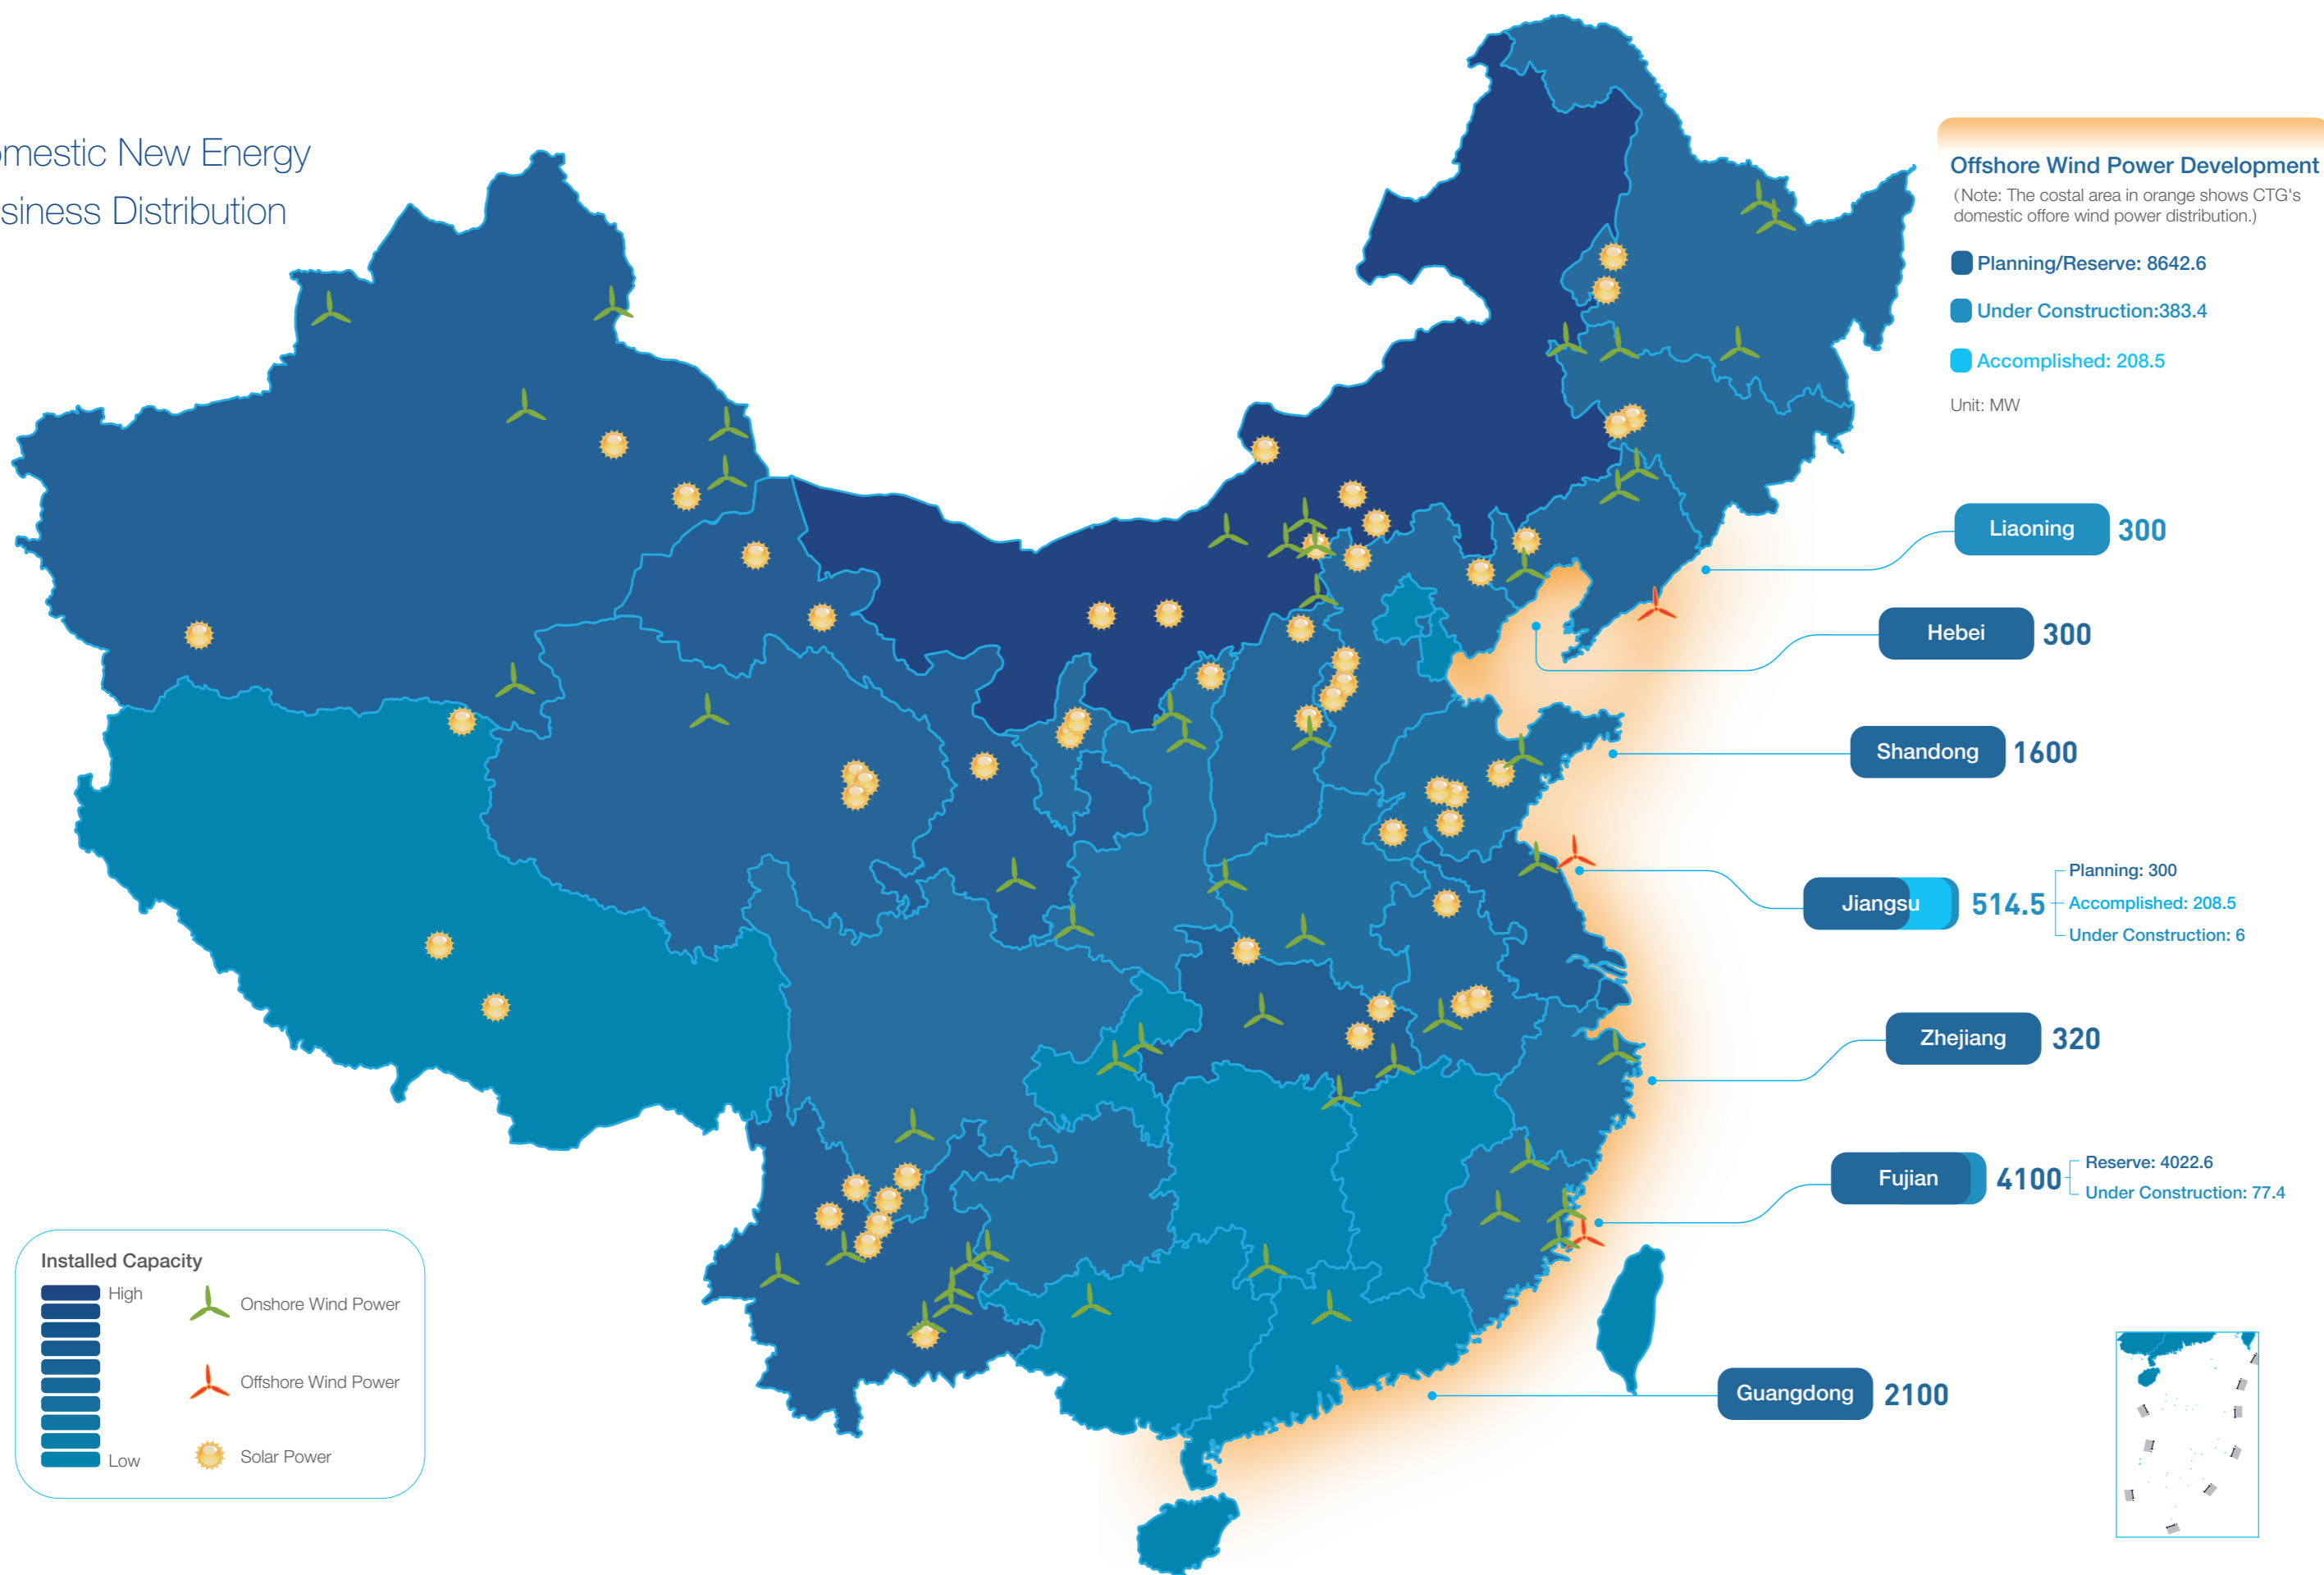 omestic New Energy
siness Distribution
Offshore Wind Power Development
(Note: The costal area in orange shows CTG's
domestic offore wind power distribution.)
Planning/Reserve: 8642.6
Under Construction:383.4
Accomplished: 208.5
Unit: MW
Liaoning 300
Hebei 300
Shandong 1600
Jiangsu 514.5
Planning: 300
Accomplished: 208.5
Under Construction: 6
Zhejiang 320
Fujian 4100
Reserve: 4022.6
Under Construction: 77.4
Guangdong 2100
Installed Capacity
High
Low
Onshore Wind Power
Offshore Wind Power
Solar Power